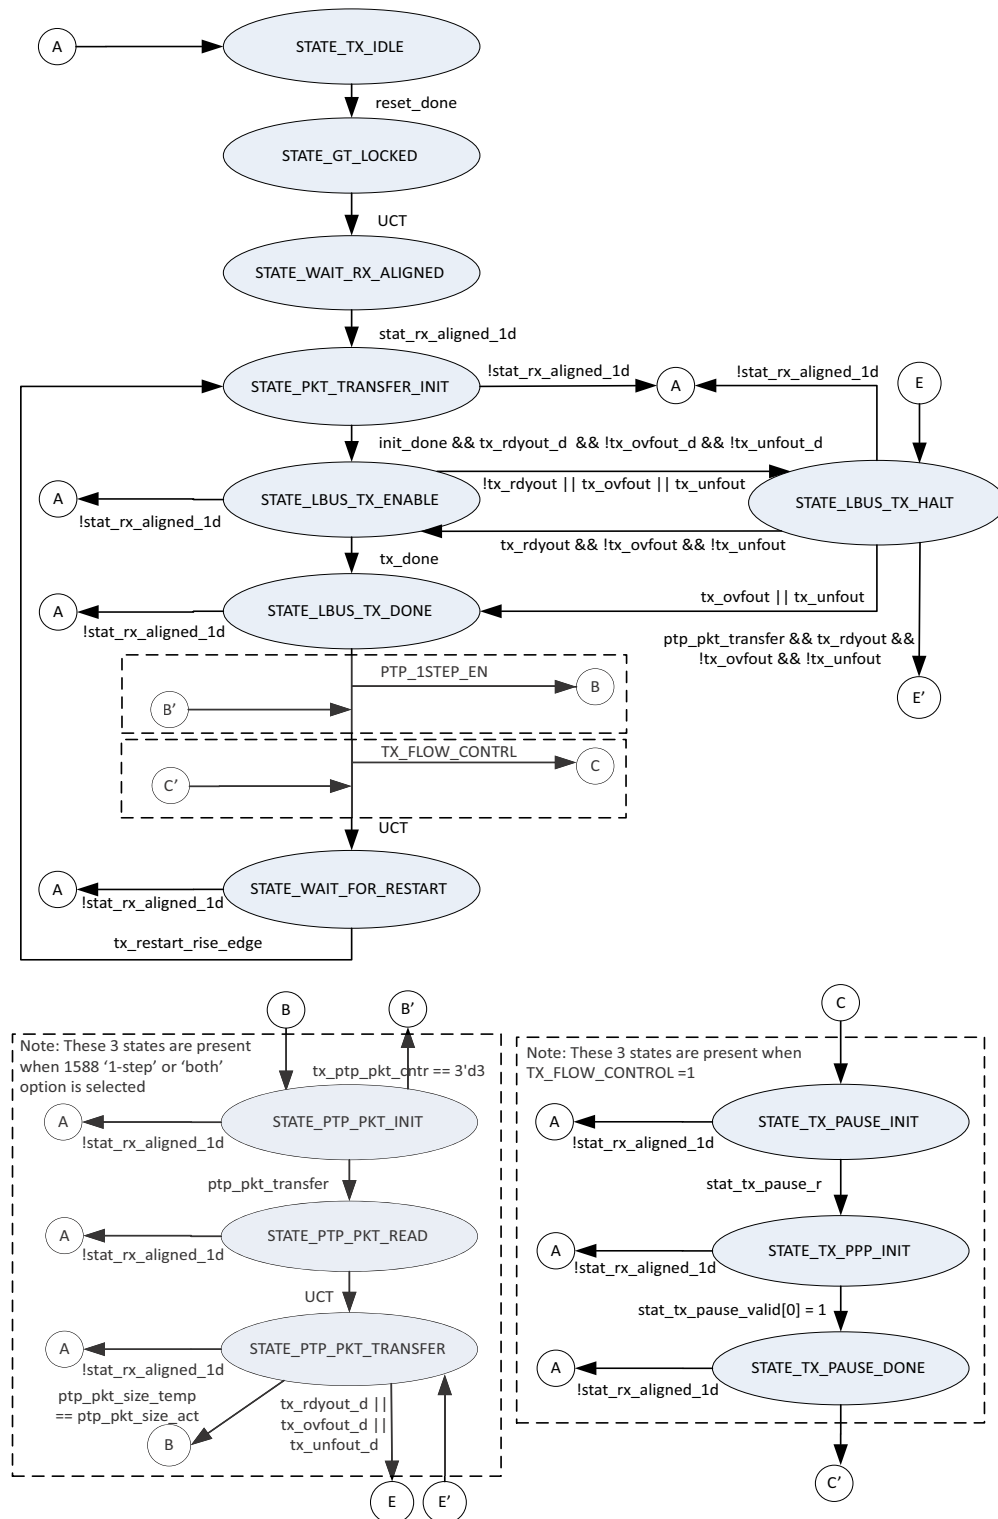 A
STATE_TX_IDLE
reset_done
STATE_GT_LOCKED
UCT
STATE_WAIT_RX_ALIGNED
stat_rx_aligned_1d
STATE_PKT_TRANSFER_INIT
!stat_rx_aligned_1d
A
!stat_rx_aligned_1d
E
init_done && tx_rdyout_d && !tx_ovfout_d && !tx_unfout_d
A
!stat_rx_aligned_1d
STATE_LBUS_TX_ENABLE
!tx_rdyout || tx_ovfout || tx_unfout
STATE_LBUS_TX_HALT
tx_rdyout && !tx_ovfout && !tx_unfout
tx_done
A
!stat_rx_aligned_1d
STATE_LBUS_TX_DONE
tx_ovfout || tx_unfout
ptp_pkt_transfer && tx_rdyout &&
!tx_ovfout && !tx_unfout
E’
PTP_1STEP_EN
B
B’
TX_FLOW_CONTRL
C
C’
UCT
A
!stat_rx_aligned_1d
STATE_WAIT_FOR_RESTART
tx_restart_rise_edge
B
B’
Note: These 3 states are present
when 1588 ‘1-step’ or ‘both’
option is selected
tx_ptp_pkt_cntr == 3'd3
A
!stat_rx_aligned_1d
STATE_PTP_PKT_INIT
ptp_pkt_transfer
A
!stat_rx_aligned_1d
STATE_PTP_PKT_READ
UCT
A
!stat_rx_aligned_1d
STATE_PTP_PKT_TRANSFER
ptp_pkt_size_temp
== ptp_pkt_size_act
B
tx_rdyout_d ||
tx_ovfout_d ||
tx_unfout_d
E
E’
C
Note: These 3 states are present when
TX_FLOW_CONTROL =1
A
!stat_rx_aligned_1d
STATE_TX_PAUSE_INIT
stat_tx_pause_r
A
!stat_rx_aligned_1d
STATE_TX_PPP_INIT
stat_tx_pause_valid[0] = 1
A
!stat_rx_aligned_1d
STATE_TX_PAUSE_DONE
C’